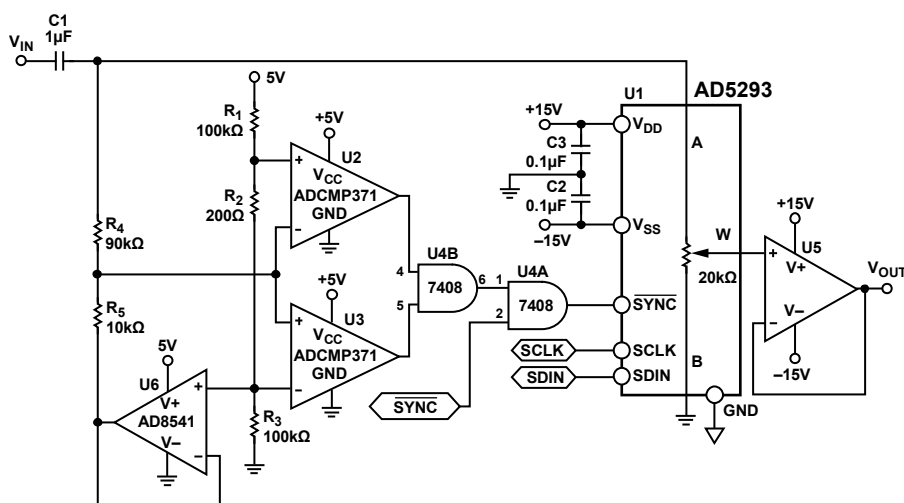 C1
1µF
VIN
5V
R1
100kΩ
R2
200Ω
R4
90kΩ
R5
10kΩ
R3
100kΩ
+5V
U2
+
VCC
ADCMP371
GND
–
+5V
U3
+
VCC
ADCMP371
GND
–
5V
U6
V+
+
AD8541
V–
–
U4B
4
5
7408
6
U4A
1
2
7408
SYNC
SCLK
SDIN
AD5293
U1
+15V
VDD
C3
0.1µF
C2
0.1µF
–15V
VSS
A
W
20kΩ
B
SYNC
SCLK
SDIN
GND
+15V
U5
+
V+
V–
–
–15V
VOUT